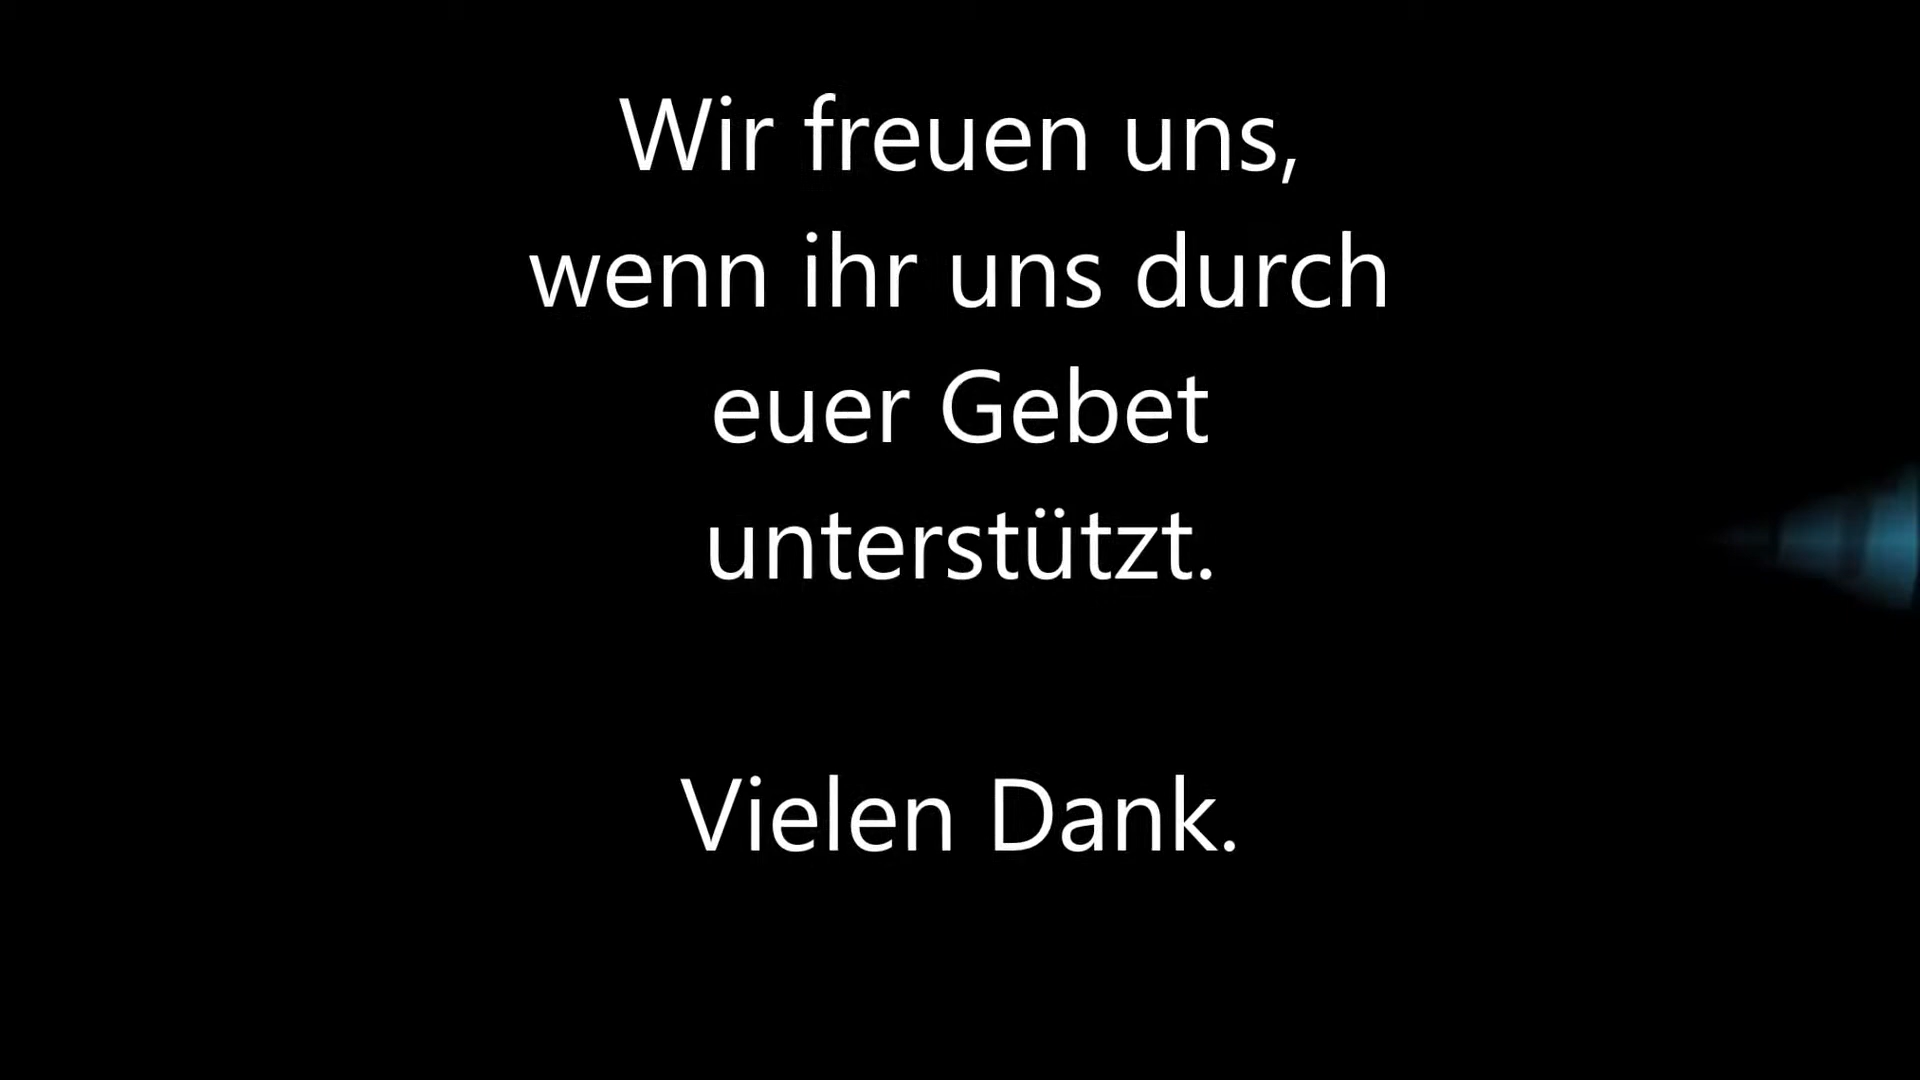 Wir freuen uns,
wenn ihr uns durch
euer Gebet
unterstützt.
Vielen Dank.